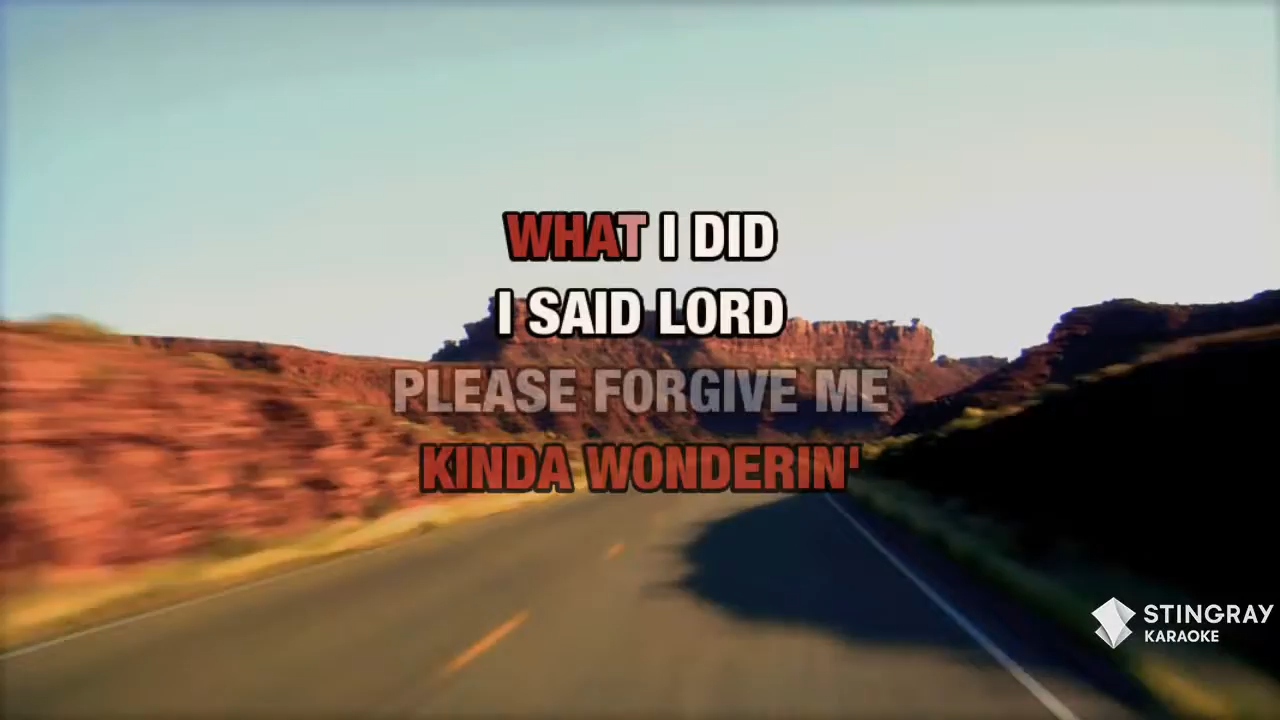 WHAT I DID
I SAID LORD
PLEASE FORGIVE ME
KINDA WONDERIN'
STINGRAY
KARAOKE